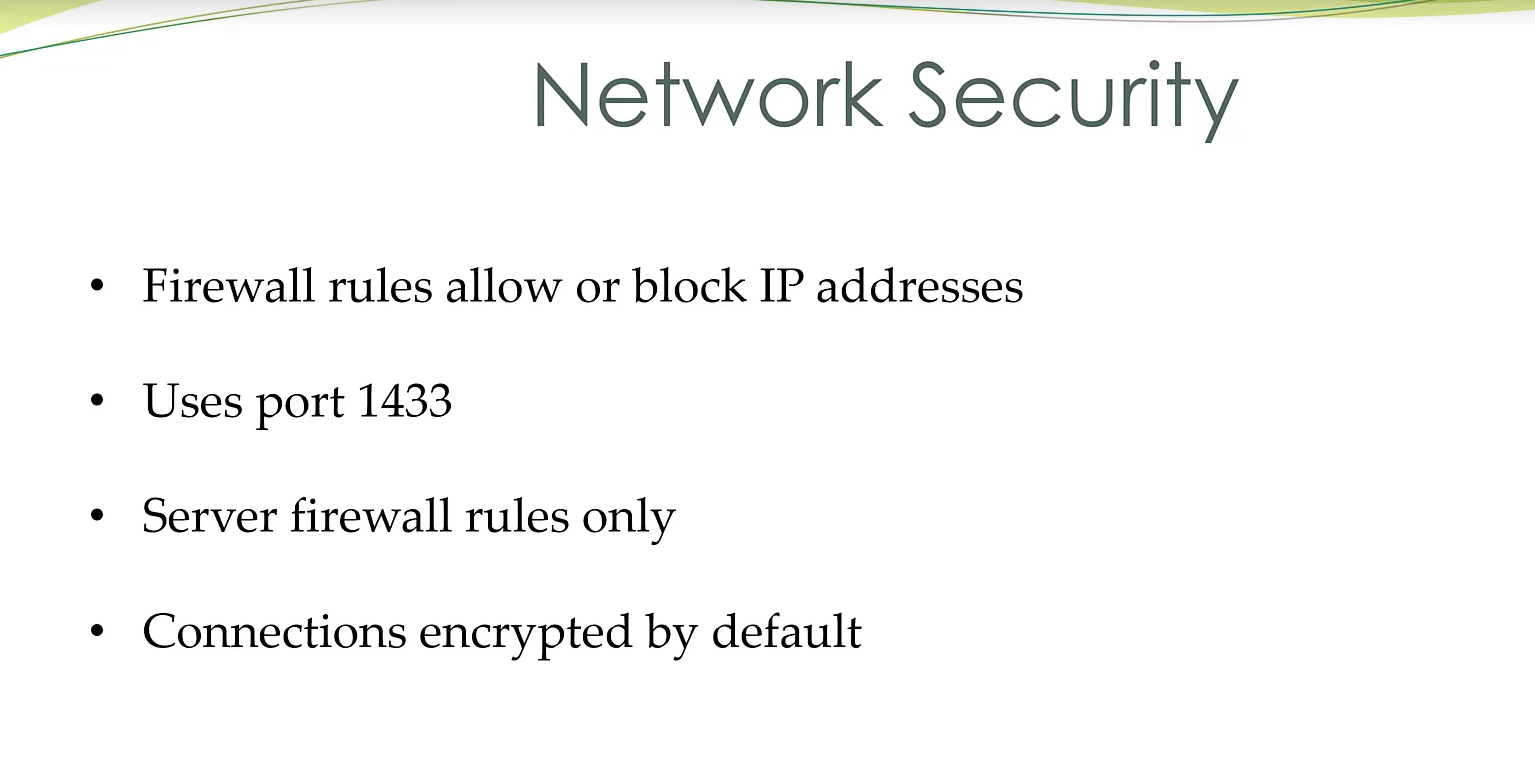 Network Security
• Firewall rules allow or block IP addresses
• Uses port 1433
• Server firewall rules only
• Connections encrypted by default